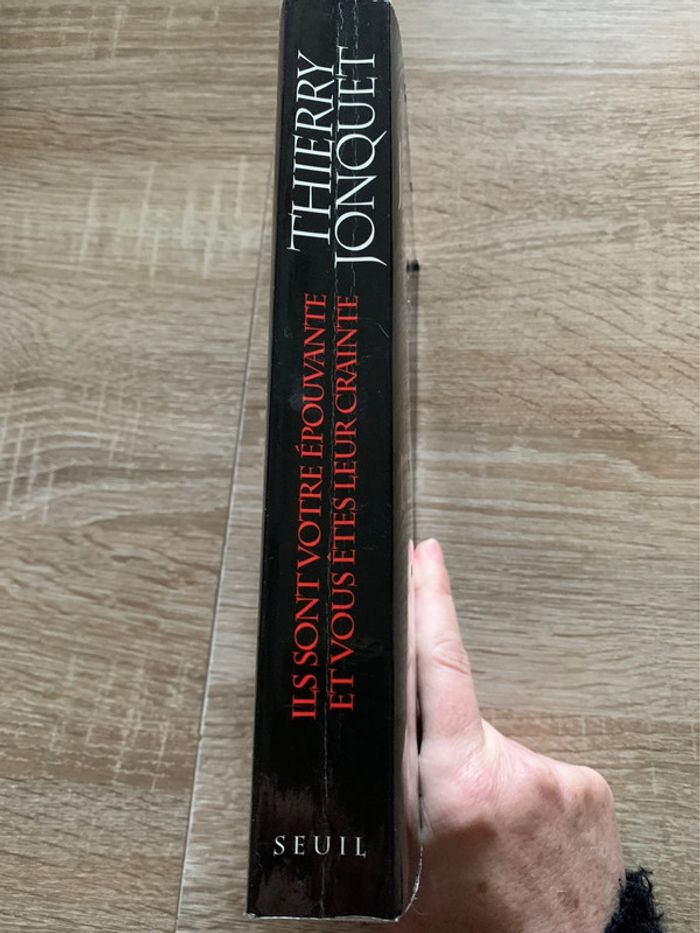 THIERRY
JONQUET
ILS SONT VOTRE ÉPOUVANTE
ET VOUS ÊTES LEUR CRAINTE
SEUIL